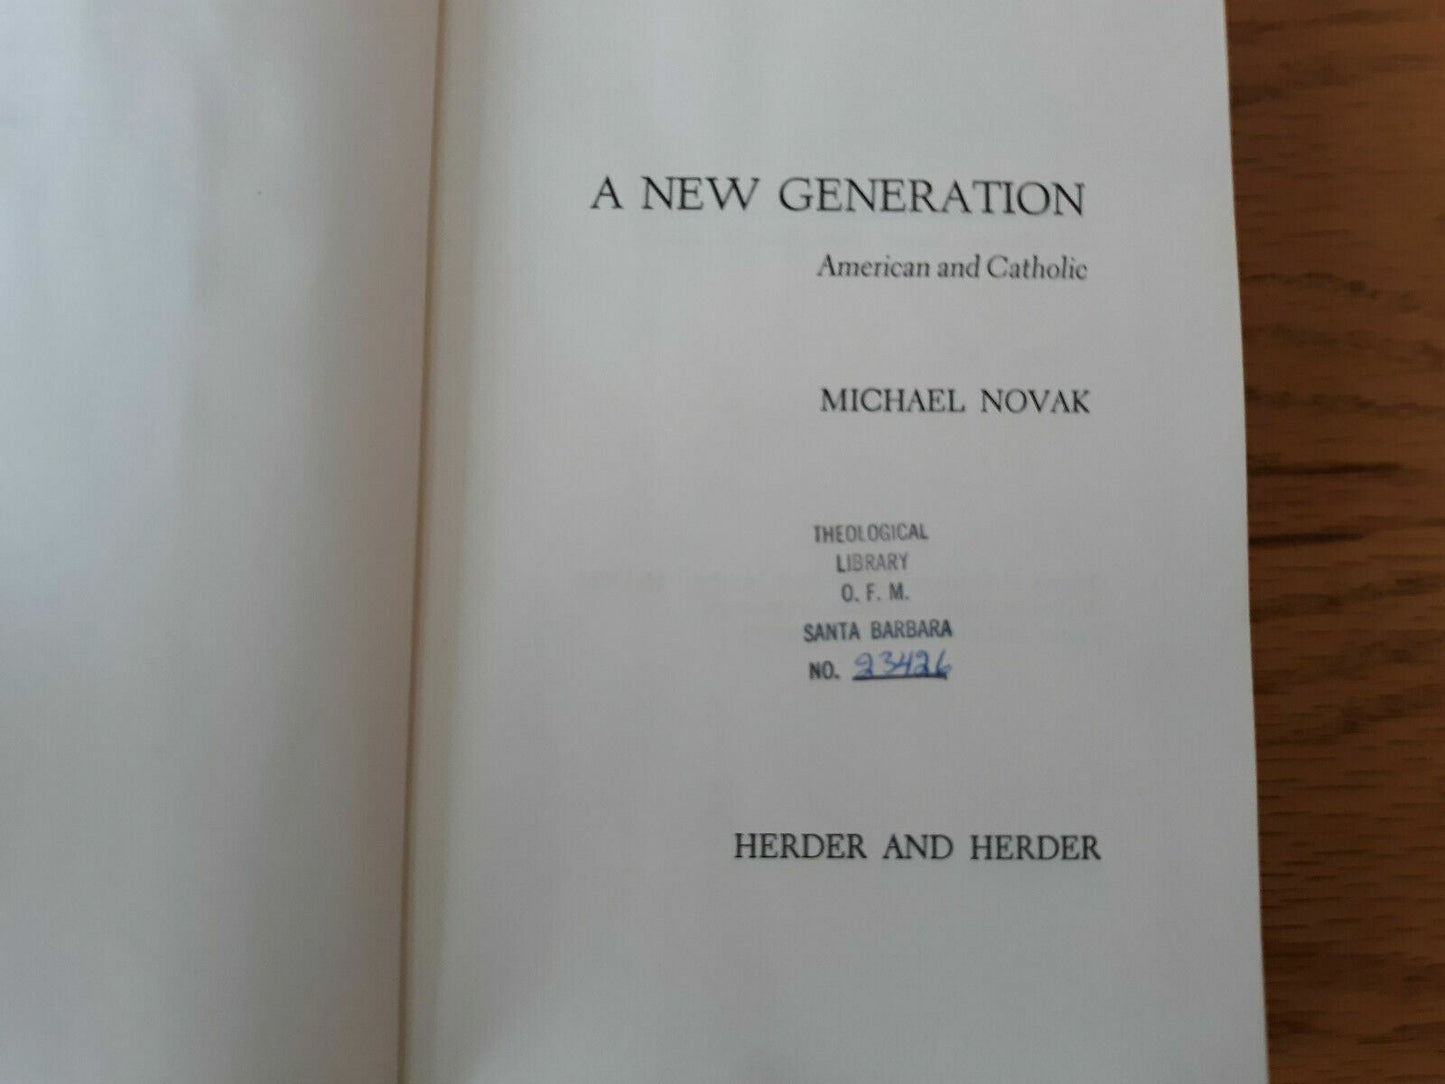 A NEW GENERATION
American and Catholic
MICHAEL NOVAK
THEOLOGICAL
LIBRARY
O. F. M.
SANTA BARBARA
NO. 23426
HERDER AND HERDER